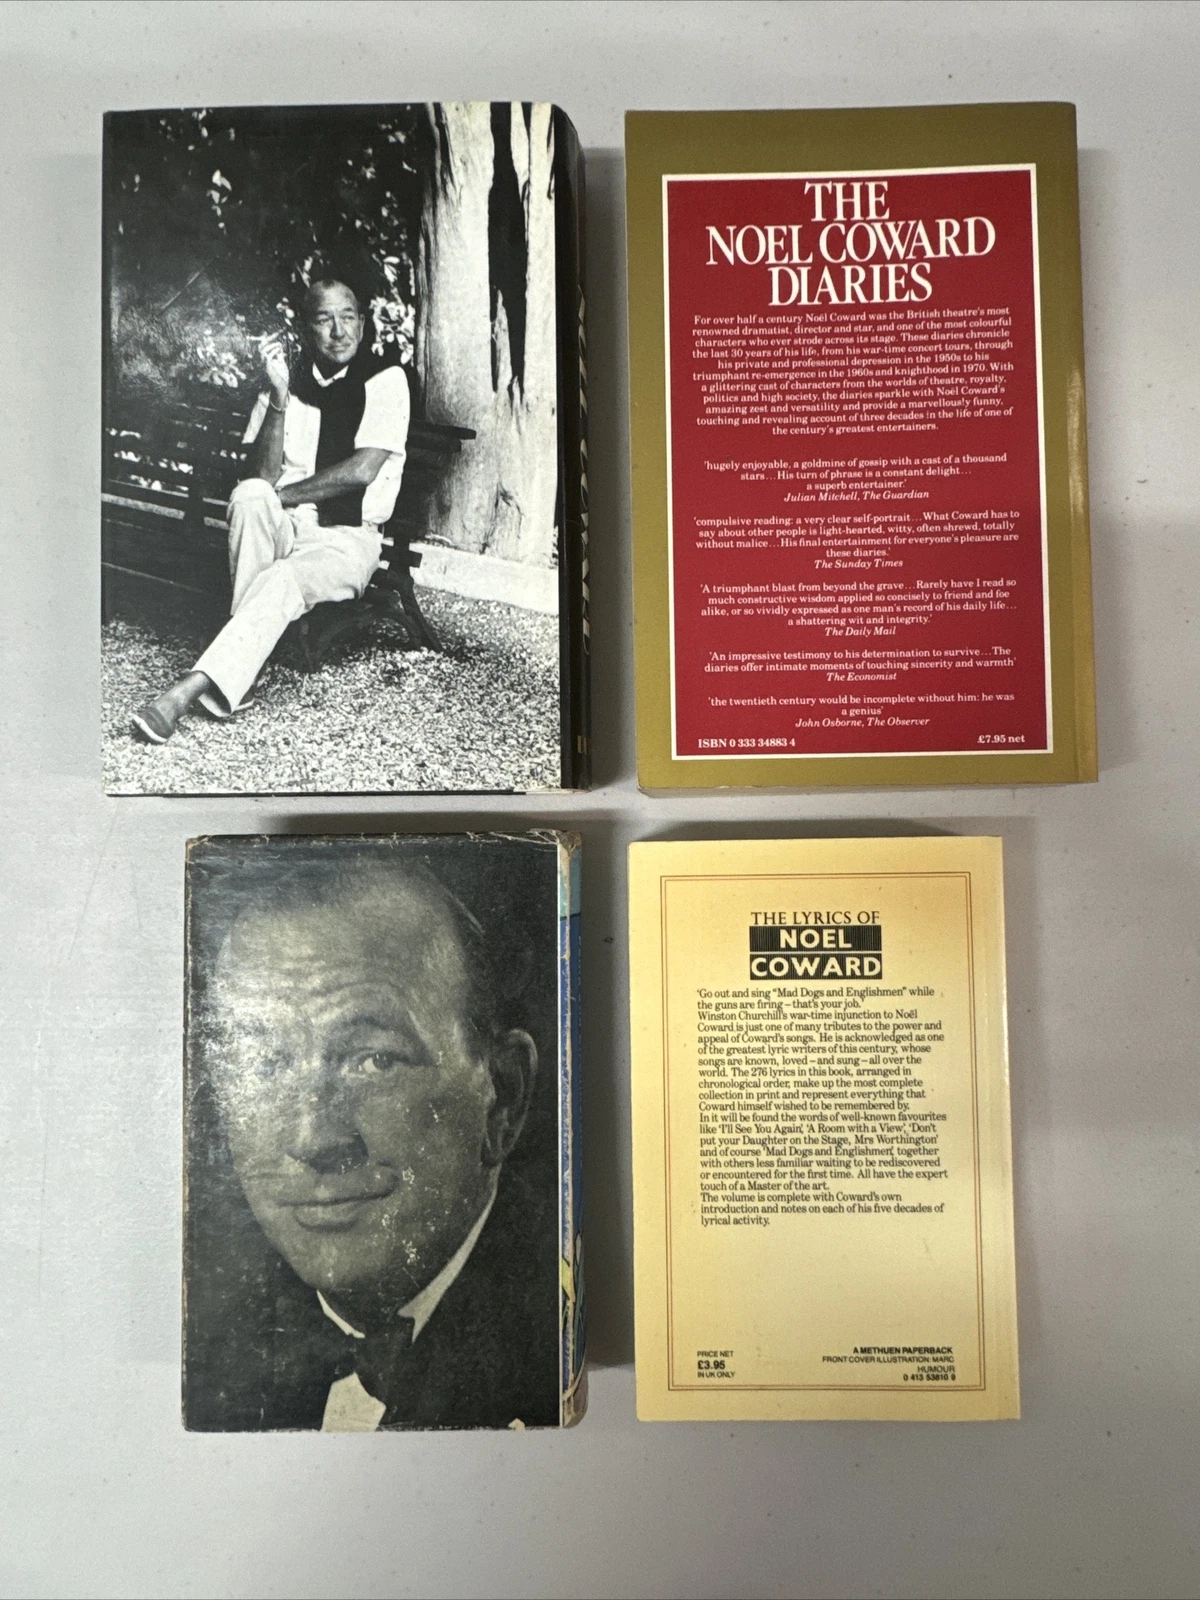 THE
NOEL COWARD
DIARIES
For over half a century Noël Coward was the British theatre's most
renowned dramatist, director and star, and one of the most colourful
characters who ever strode across its stage. These diaries chronicle
the last 30 years of his life, from his war-time concert tours, through
his private and professional depression in the 1950s to his
triumphant re-emergence in the 1960s and knighthood in 1970. With
a glittering cast of characters from the worlds of theatre, royalty,
politics and high society, the diaries sparkle with Noël Coward's
amazing zest and versatility and provide a marvellously funny,
touching and revealing account of three decades in the life of one of
the century's greatest entertainers.
'hugely enjoyable, a goldmine of gossip with a cast of a thousand
stars...His turn of phrase is a constant delight...
a superb entertainer.'
Julian Mitchell, The Guardian
'compulsive reading: a very clear self-portrait...What Coward has to
say about other people is light-hearted, witty, often shrewd, totally
without malice...His final entertainment for everyone's pleasure are
these diaries.'
The Sunday Times
'A triumphant blast from beyond the grave...Rarely have I read so
much constructive wisdom applied so concisely to friend and foe
alike, or so vividly expressed as one man's record of his daily life...
a shattering wit and integrity.'
The Daily Mail
'An impressive testimony to his determination to survive...The
diaries offer intimate moments of touching sincerity and warmth'
The Economist
'the twentieth century would be incomplete without him: he was
a genius'
John Osborne, The Observer
ISBN 0 333 34883 4
£7.95 net
THE LYRICS OF
NOEL
COWARD
'Go out and sing "Mad Dogs and Englishmen" while
the guns are firing – that's your job.'
Winston Churchill's war-time injunction to Noël
Coward is just one of many tributes to the power and
appeal of Coward's songs. He is acknowledged as one
of the greatest lyric writers of this century, whose
songs are known, loved – and sung – all over the
world. The 276 lyrics in this book, arranged in
chronological order, make up the most complete
collection in print and represent everything that
Coward himself wished to be remembered by.
In it will be found the words of well-known favourites
like 'I'll See You Again', 'A Room with a View', 'Don't
put your Daughter on the Stage, Mrs Worthington'
and of course 'Mad Dogs and Englishmen', together
with others less familiar waiting to be rediscovered
or encountered for the first time. All have the expert
touch of a Master of the art.
The volume is complete with Coward's own
introduction and notes on each of his five decades of
lyrical activity.
PRICE NET
£3.95
IN UK ONLY
A METHUEN PAPERBACK
FRONT COVER ILLUSTRATION: MARC
HUMOUR
0 413 53810 9